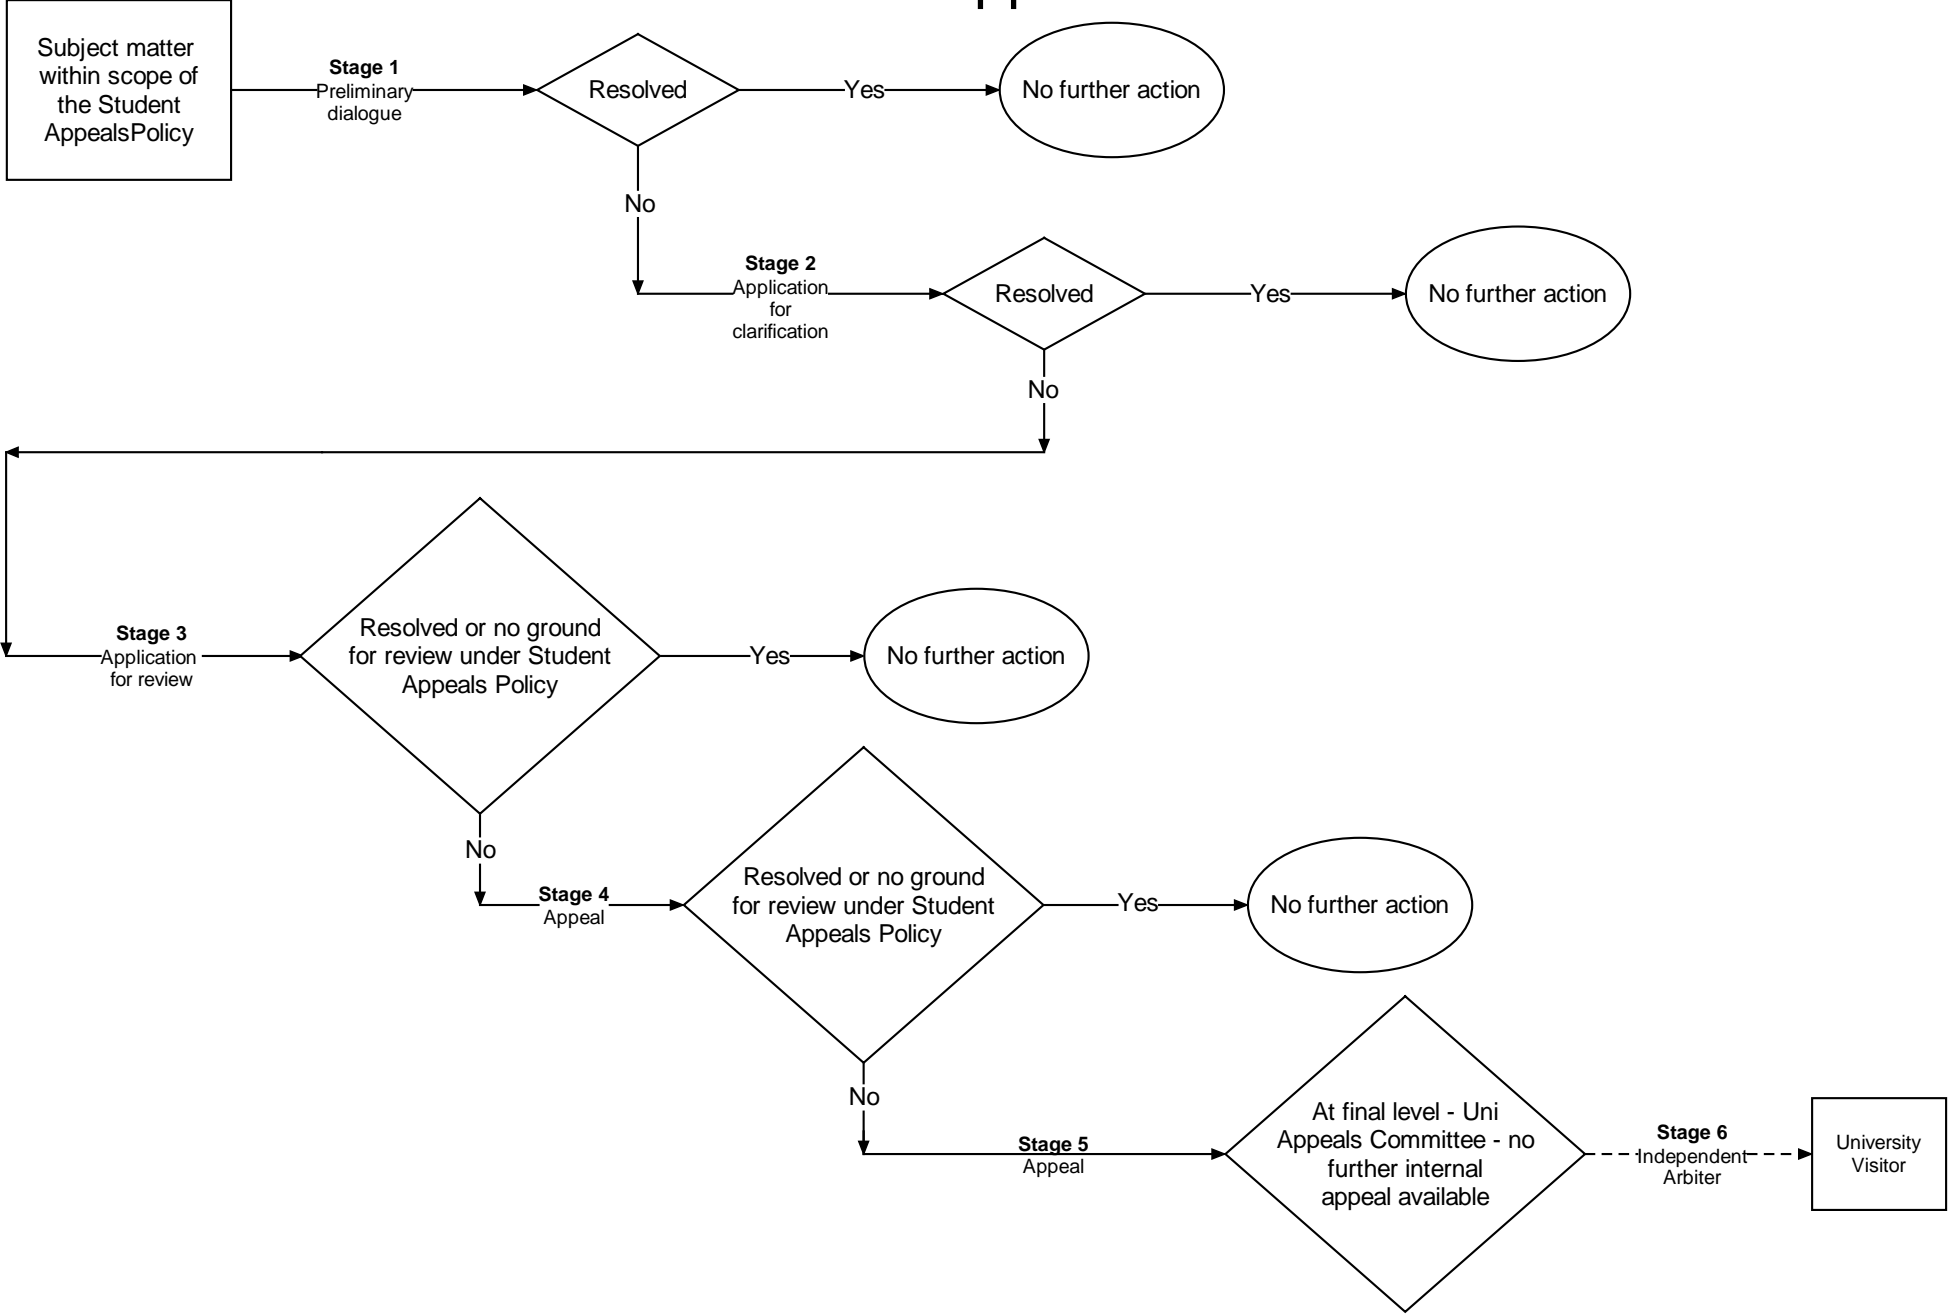 Subject matter
within scope of
the Student
AppealsPolicy
Stage 1
Preliminary
dialogue
Resolved
Yes
No further action
No
Stage 2
Application
for
clarification
Resolved
Yes
No further action
No
Stage 3
Application
for review
Resolved or no ground
for review under Student
Appeals Policy
Yes
No further action
No
Stage 4
Appeal
Resolved or no ground
for review under Student
Appeals Policy
Yes
No further action
No
Stage 5
Appeal
At final level - Uni
Appeals Committee - no
further internal
appeal available
Stage 6
Independent
Arbiter
University
Visitor